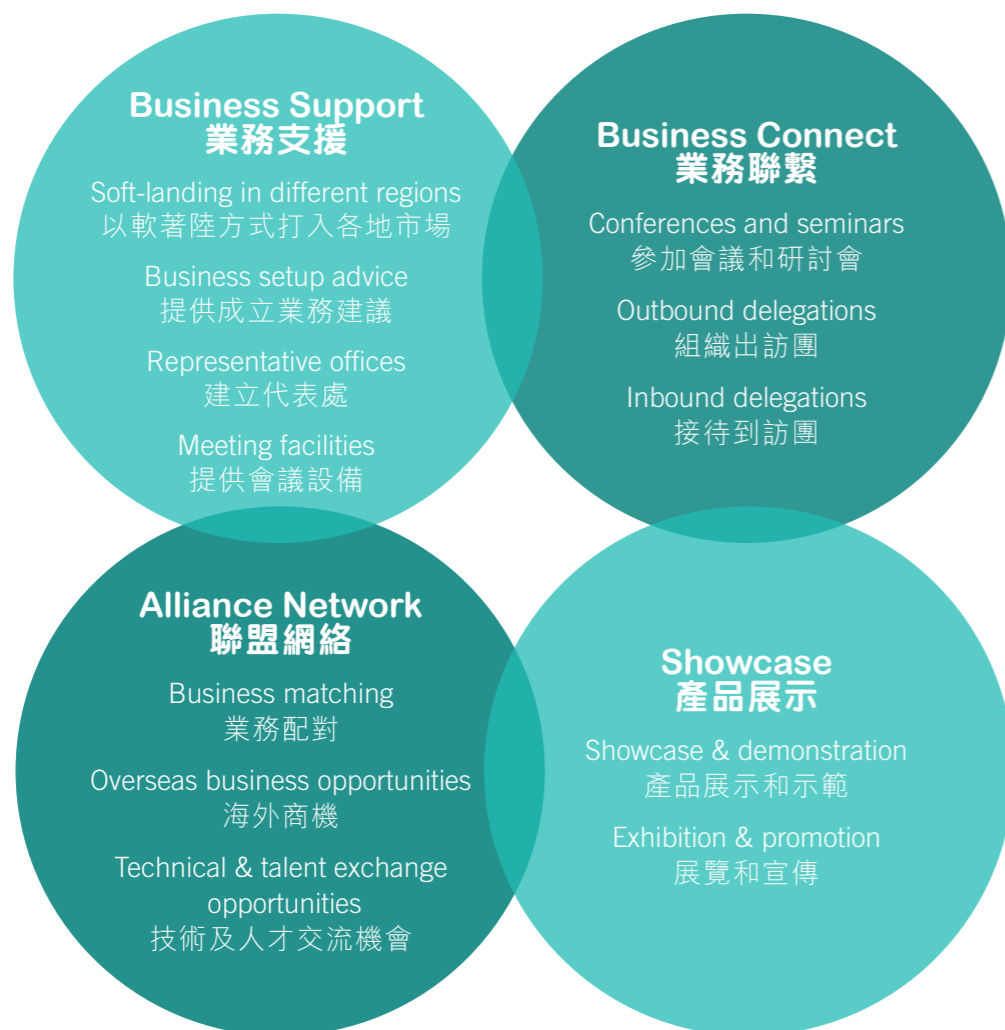 Business Support
業務支援
Soft-landing in different regions
以軟著陸方式打入各地市場
Business setup advice
提供成立業務建議
Representative offices
建立代表處
Meeting facilities
提供會議設備
Business Connect
業務聯繫
Conferences and seminars
參加會議和研討會
Outbound delegations
組織出訪團
Inbound delegations
接待到訪團
Alliance Network
聯盟網絡
Business matching
業務配對
Overseas business opportunities
海外商機
Technical & talent exchange
opportunities
技術及人才交流機會
Showcase
產品展示
Showcase & demonstration
產品展示和示範
Exhibition & promotion
展覽和宣傳